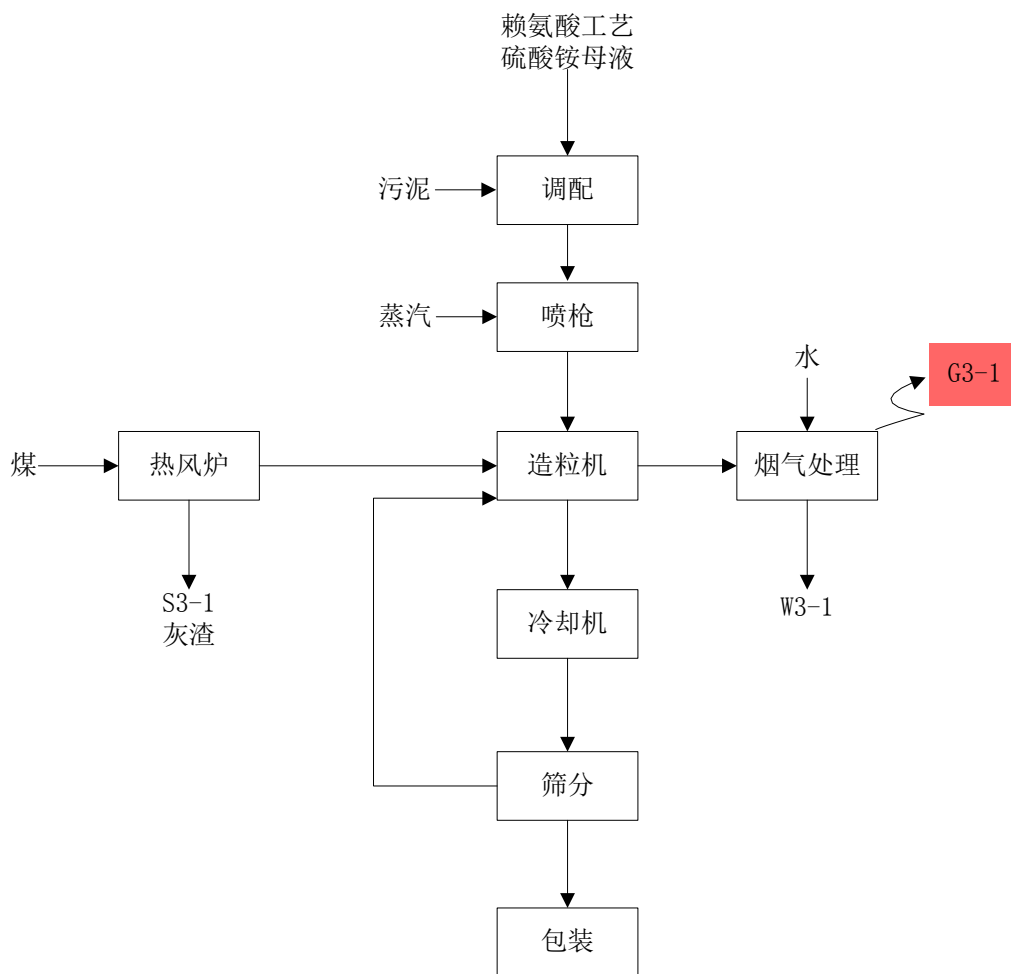 赖氨酸工艺
硫酸铵母液
污泥
调配
蒸汽
喷枪
水
G3-1
煤
热风炉
造粒机
烟气处理
S3-1
灰渣
冷却机
W3-1
筛分
包装